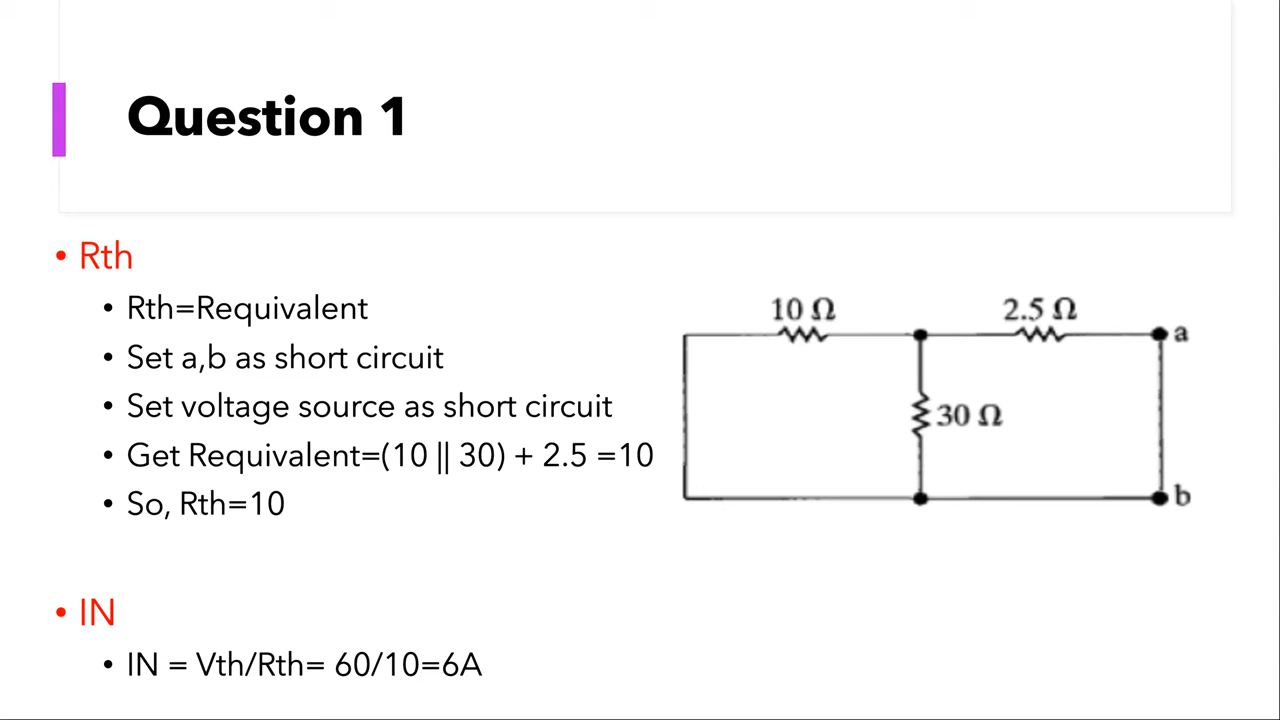 Question 1
• Rth
• Rth=Requivalent
• Set a,b as short circuit
• Set voltage source as short circuit
• Get Requivalent=(10 || 30) + 2.5 =10
• So, Rth=10
• IN
• IN = Vth/Rth= 60/10=6A
10 Ω
2.5 Ω
a
30 Ω
b